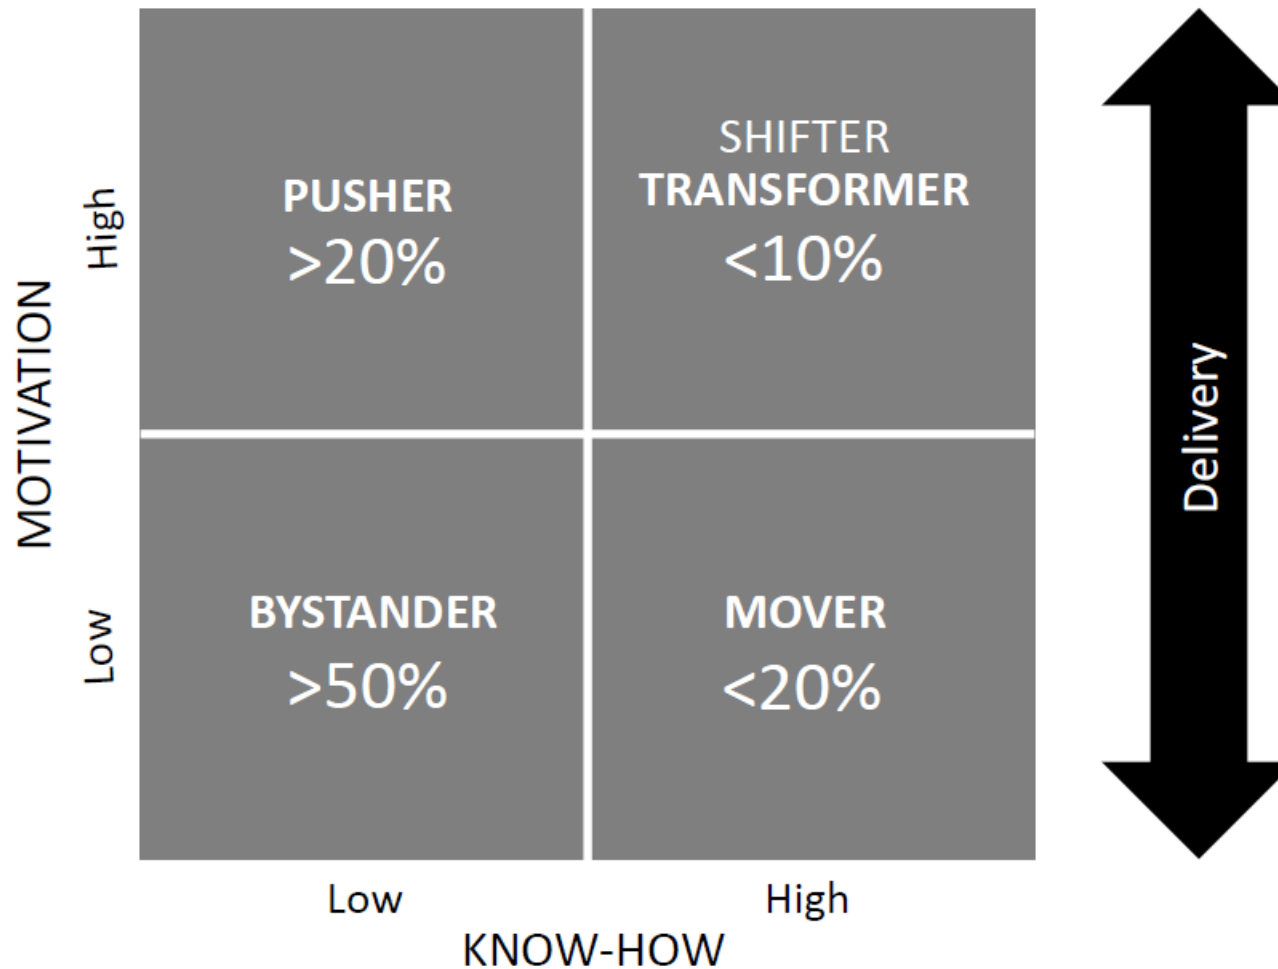 MOTIVATION
High
Low
PUSHER
>20%
SHIFTER
TRANSFORMER
<10%
BYSTANDER
>50%
MOVER
<20%
Low
High
KNOW-HOW
Delivery